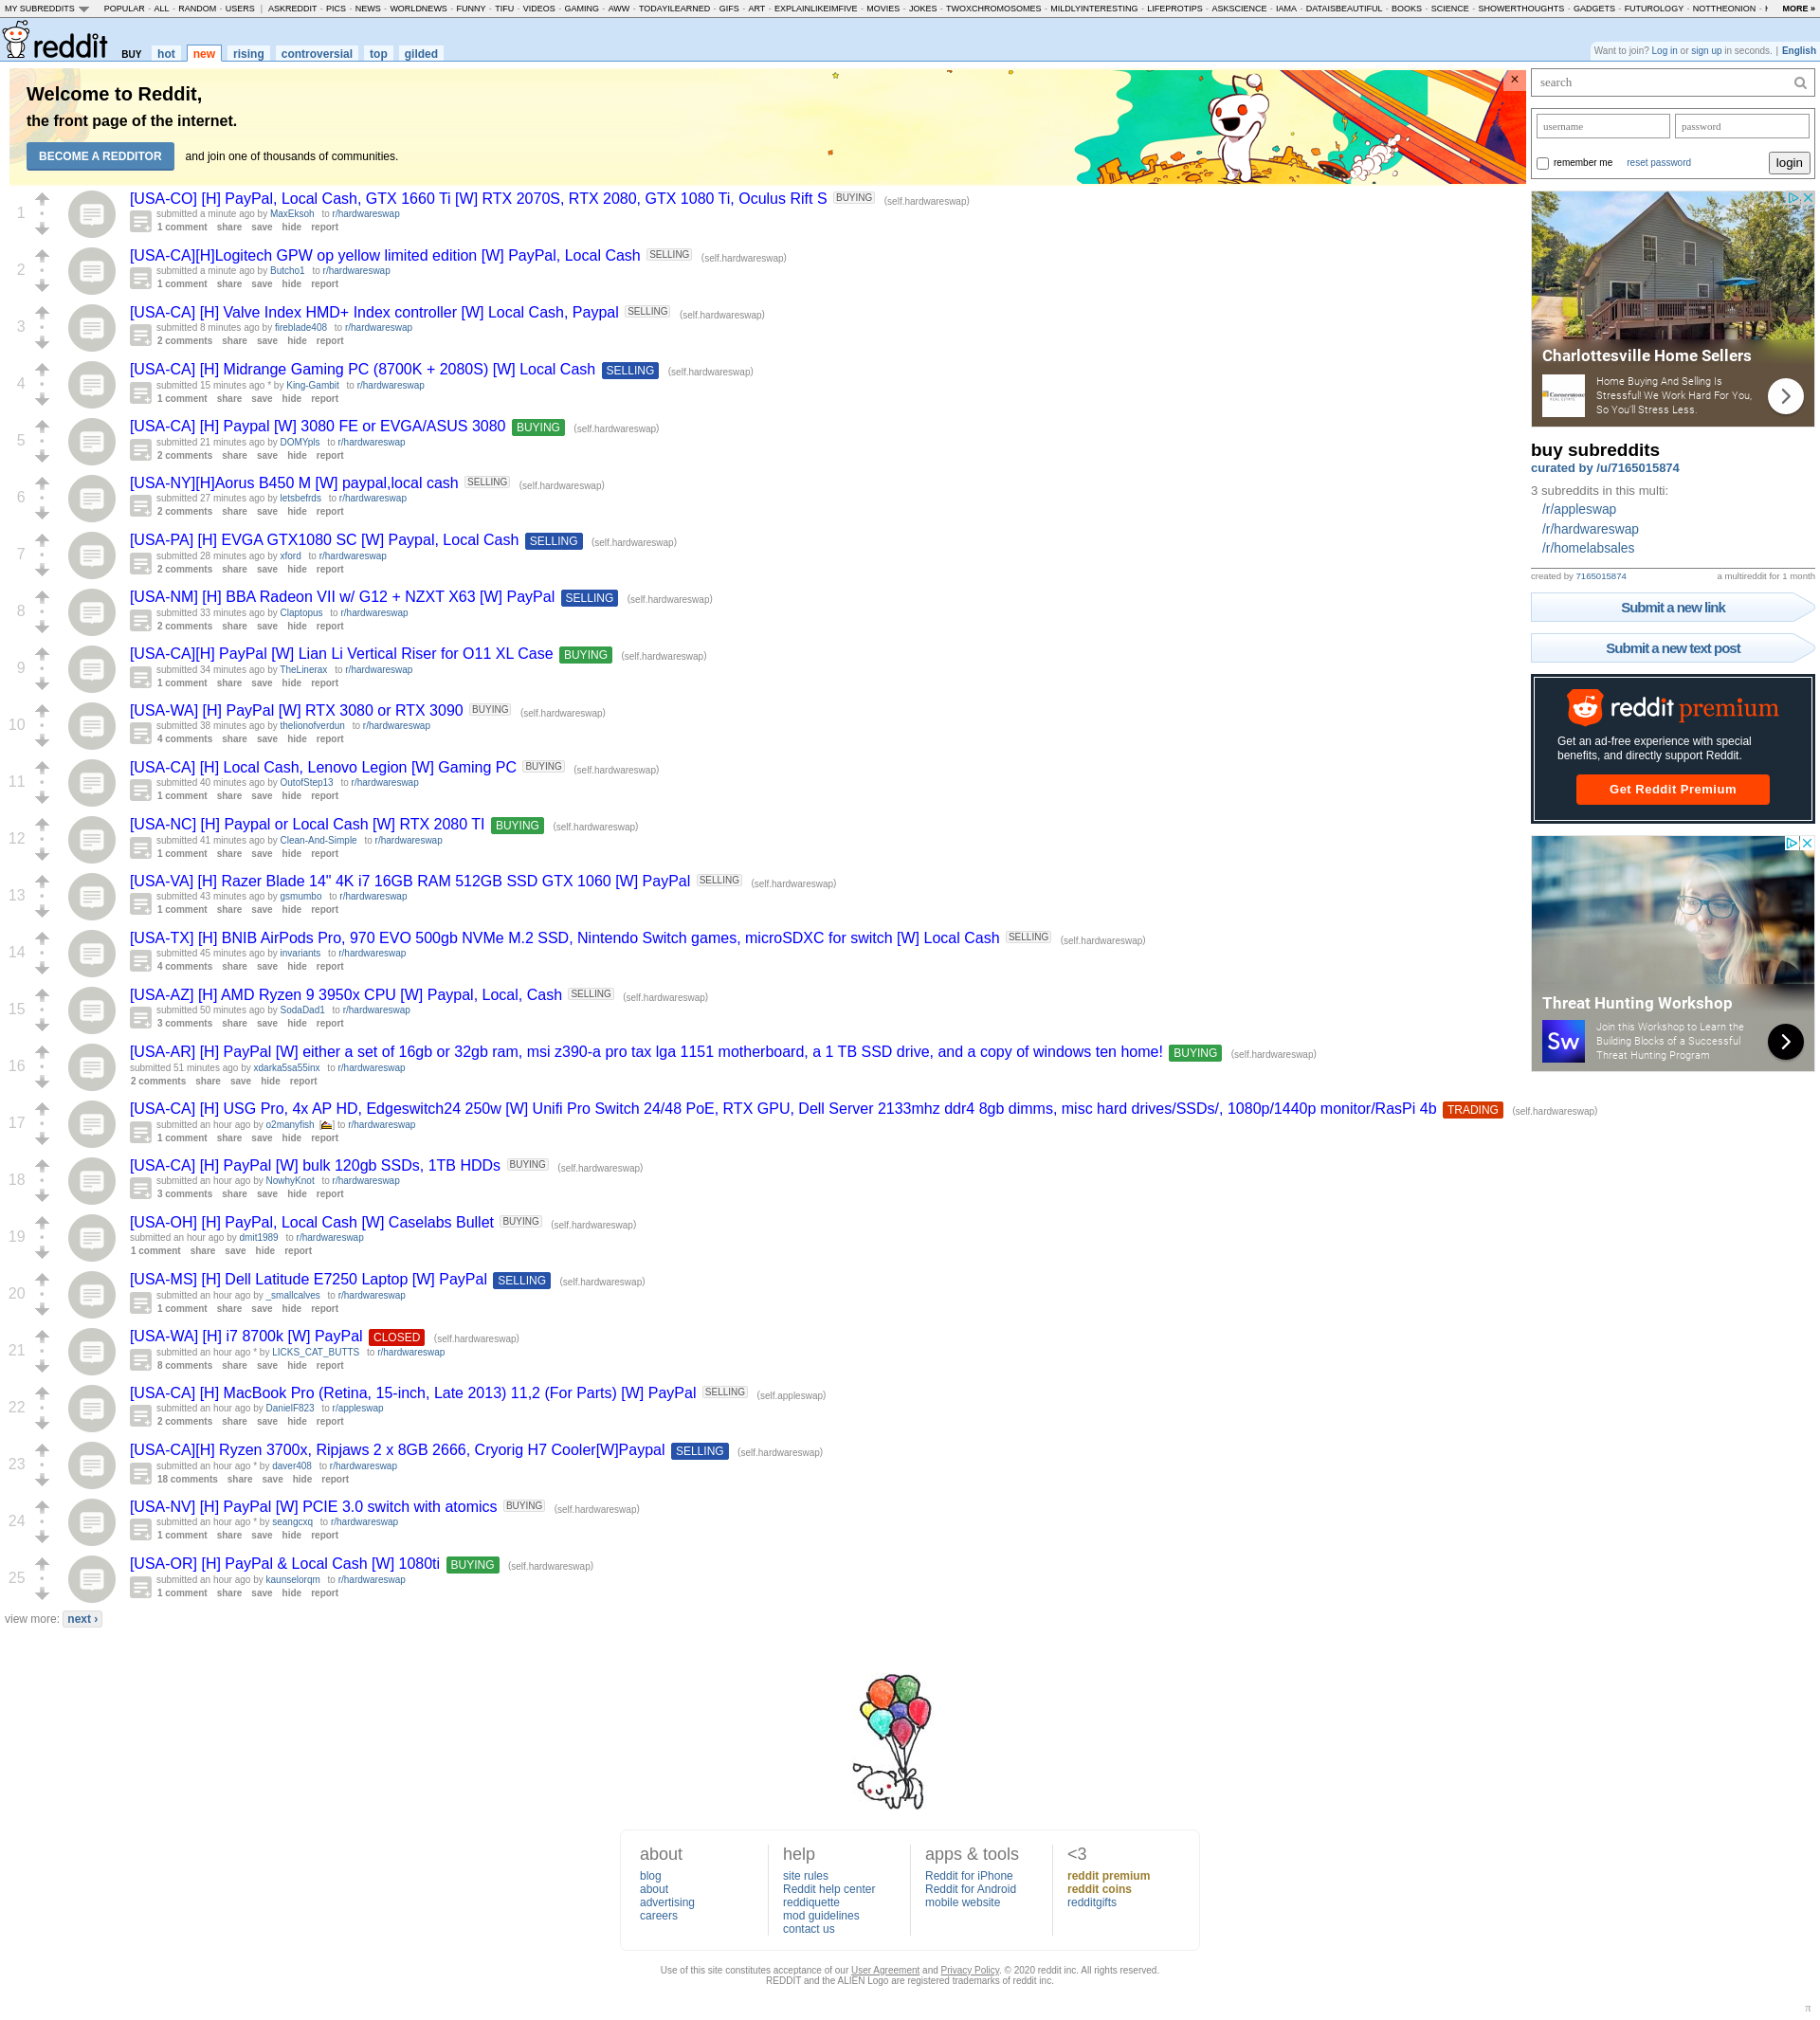 MY SUBREDDITS POPULAR - ALL - RANDOM - USERS | ASKREDDIT - PICS - NEWS - WORLDNEWS - FUNNY - TIFU - VIDEOS - GAMING - AWW - TODAYILEARNED - GIFS - ART - EXPLAINLIKEIMFIVE - MOVIES - JOKES - TWOXCHROMOSOMES - MILDLYINTERESTING - LIFEPROTIPS - ASKSCIENCE - IAMA - DATAISBEAUTIFUL - BOOKS - SCIENCE - SHOWERTHOUGHTS - GADGETS - FUTUROLOGY - NOTTHEONION - MORE »
reddit BUY hot new rising controversial top gilded
Want to join? Log in or sign up in seconds. | English
Welcome to Reddit,
the front page of the internet.
BECOME A REDDITOR and join one of thousands of communities.
×
1
[USA-CO] [H] PayPal, Local Cash, GTX 1660 Ti [W] RTX 2070S, RTX 2080, GTX 1080 Ti, Oculus Rift S BUYING (self.hardwareswap)
submitted a minute ago by MaxEksoh to r/hardwareswap
1 comment share save hide report
2
[USA-CA][H]Logitech GPW op yellow limited edition [W] PayPal, Local Cash SELLING (self.hardwareswap)
submitted a minute ago by Butcho1 to r/hardwareswap
1 comment share save hide report
3
[USA-CA] [H] Valve Index HMD+ Index controller [W] Local Cash, Paypal SELLING (self.hardwareswap)
submitted 8 minutes ago by fireblade408 to r/hardwareswap
2 comments share save hide report
4
[USA-CA] [H] Midrange Gaming PC (8700K + 2080S) [W] Local Cash SELLING (self.hardwareswap)
submitted 15 minutes ago * by King-Gambit to r/hardwareswap
1 comment share save hide report
5
[USA-CA] [H] Paypal [W] 3080 FE or EVGA/ASUS 3080 BUYING (self.hardwareswap)
submitted 21 minutes ago by DOMYpls to r/hardwareswap
2 comments share save hide report
6
[USA-NY][H]Aorus B450 M [W] paypal,local cash SELLING (self.hardwareswap)
submitted 27 minutes ago by letsbefrds to r/hardwareswap
2 comments share save hide report
7
[USA-PA] [H] EVGA GTX1080 SC [W] Paypal, Local Cash SELLING (self.hardwareswap)
submitted 28 minutes ago by xford to r/hardwareswap
2 comments share save hide report
8
[USA-NM] [H] BBA Radeon VII w/ G12 + NZXT X63 [W] PayPal SELLING (self.hardwareswap)
submitted 33 minutes ago by Claptopus to r/hardwareswap
2 comments share save hide report
9
[USA-CA][H] PayPal [W] Lian Li Vertical Riser for O11 XL Case BUYING (self.hardwareswap)
submitted 34 minutes ago by TheLinerax to r/hardwareswap
1 comment share save hide report
10
[USA-WA] [H] PayPal [W] RTX 3080 or RTX 3090 BUYING (self.hardwareswap)
submitted 38 minutes ago by thelionofverdun to r/hardwareswap
4 comments share save hide report
11
[USA-CA] [H] Local Cash, Lenovo Legion [W] Gaming PC BUYING (self.hardwareswap)
submitted 40 minutes ago by OutofStep13 to r/hardwareswap
1 comment share save hide report
12
[USA-NC] [H] Paypal or Local Cash [W] RTX 2080 TI BUYING (self.hardwareswap)
submitted 41 minutes ago by Clean-And-Simple to r/hardwareswap
1 comment share save hide report
13
[USA-VA] [H] Razer Blade 14" 4K i7 16GB RAM 512GB SSD GTX 1060 [W] PayPal SELLING (self.hardwareswap)
submitted 43 minutes ago by gsmumbo to r/hardwareswap
1 comment share save hide report
14
[USA-TX] [H] BNIB AirPods Pro, 970 EVO 500gb NVMe M.2 SSD, Nintendo Switch games, microSDXC for switch [W] Local Cash SELLING (self.hardwareswap)
submitted 45 minutes ago by invariants to r/hardwareswap
4 comments share save hide report
15
[USA-AZ] [H] AMD Ryzen 9 3950x CPU [W] Paypal, Local, Cash SELLING (self.hardwareswap)
submitted 50 minutes ago by SodaDad1 to r/hardwareswap
3 comments share save hide report
16
[USA-AR] [H] PayPal [W] either a set of 16gb or 32gb ram, msi z390-a pro tax lga 1151 motherboard, a 1 TB SSD drive, and a copy of windows ten home! BUYING (self.hardwareswap)
submitted 51 minutes ago by xdarka5sa55inx to r/hardwareswap
2 comments share save hide report
17
[USA-CA] [H] USG Pro, 4x AP HD, Edgeswitch24 250w [W] Unifi Pro Switch 24/48 PoE, RTX GPU, Dell Server 2133mhz ddr4 8gb dimms, misc hard drives/SSDs/, 1080p/1440p monitor/RasPi 4b TRADING (self.hardwareswap)
submitted an hour ago by o2manyfish [] to r/hardwareswap
1 comment share save hide report
18
[USA-CA] [H] PayPal [W] bulk 120gb SSDs, 1TB HDDs BUYING (self.hardwareswap)
submitted an hour ago by NowhyKnot to r/hardwareswap
3 comments share save hide report
19
[USA-OH] [H] PayPal, Local Cash [W] Caselabs Bullet BUYING (self.hardwareswap)
submitted an hour ago by dmit1989 to r/hardwareswap
1 comment share save hide report
20
[USA-MS] [H] Dell Latitude E7250 Laptop [W] PayPal SELLING (self.hardwareswap)
submitted an hour ago by _smallcalves to r/hardwareswap
1 comment share save hide report
21
[USA-WA] [H] i7 8700k [W] PayPal CLOSED (self.hardwareswap)
submitted an hour ago * by LICKS_CAT_BUTTS to r/hardwareswap
8 comments share save hide report
22
[USA-CA] [H] MacBook Pro (Retina, 15-inch, Late 2013) 11,2 (For Parts) [W] PayPal SELLING (self.appleswap)
submitted an hour ago by DanielF823 to r/appleswap
2 comments share save hide report
23
[USA-CA][H] Ryzen 3700x, Ripjaws 2 x 8GB 2666, Cryorig H7 Cooler[W]Paypal SELLING (self.hardwareswap)
submitted an hour ago * by daver408 to r/hardwareswap
18 comments share save hide report
24
[USA-NV] [H] PayPal [W] PCIE 3.0 switch with atomics BUYING (self.hardwareswap)
submitted an hour ago * by seangcxq to r/hardwareswap
1 comment share save hide report
25
[USA-OR] [H] PayPal & Local Cash [W] 1080ti BUYING (self.hardwareswap)
submitted an hour ago by kaunselorqm to r/hardwareswap
1 comment share save hide report
view more: next ›
search
username password
remember me reset password login
Charlottesville Home Sellers
Cornerstone
REAL ESTATE
Home Buying And Selling Is
Stressful! We Work Hard For You,
So You'll Stress Less.
buy subreddits
curated by /u/7165015874
3 subreddits in this multi:
/r/appleswap
/r/hardwareswap
/r/homelabsales
created by 7165015874 a multireddit for 1 month
Submit a new link
Submit a new text post
reddit premium
Get an ad-free experience with special
benefits, and directly support Reddit.
Get Reddit Premium
Threat Hunting Workshop
Sw
Join this Workshop to Learn the
Building Blocks of a Successful
Threat Hunting Program
about
blog
about
advertising
careers
help
site rules
Reddit help center
reddiquette
mod guidelines
contact us
apps & tools
Reddit for iPhone
Reddit for Android
mobile website
<3
reddit premium
reddit coins
redditgifts
Use of this site constitutes acceptance of our User Agreement and Privacy Policy. © 2020 reddit inc. All rights reserved.
REDDIT and the ALIEN Logo are registered trademarks of reddit inc.
π